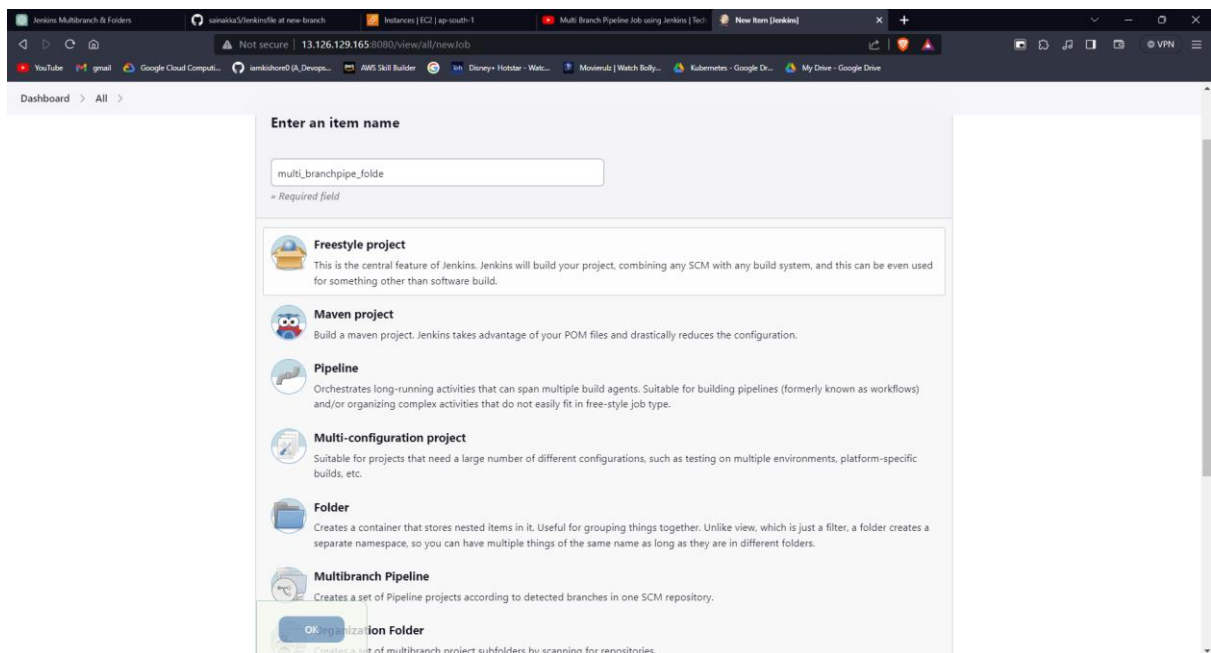 Jenkins Multibranch & Folders
sainakka5/Jenkinsfile at new-branch
Instances | EC2 | ap-south-1
Multi Branch Pipeline Job using Jenkins | Tech
New Item [Jenkins]
Not secure | 13.126.129.165:8080/view/all/newJob
VPN
YouTube
gmail
Google Cloud Computi...
iamkishore0 (A_Devops...
AWS Skill Builder
Disney+ Hotstar - Watc...
Movierulz | Watch Bolly...
Kubernetes - Google Dr...
My Drive - Google Drive
Dashboard > All >
Enter an item name
multi_branchpipe_folde
» Required field
Freestyle project
This is the central feature of Jenkins. Jenkins will build your project, combining any SCM with any build system, and this can be even used
for something other than software build.
Maven project
Build a maven project. Jenkins takes advantage of your POM files and drastically reduces the configuration.
Pipeline
Orchestrates long-running activities that can span multiple build agents. Suitable for building pipelines (formerly known as workflows)
and/or organizing complex activities that do not easily fit in free-style job type.
Multi-configuration project
Suitable for projects that need a large number of different configurations, such as testing on multiple environments, platform-specific
builds, etc.
Folder
Creates a container that stores nested items in it. Useful for grouping things together. Unlike view, which is just a filter, a folder creates a
separate namespace, so you can have multiple things of the same name as long as they are in different folders.
Multibranch Pipeline
Creates a set of Pipeline projects according to detected branches in one SCM repository.
OK
Organization Folder
Creates a set of multibranch project subfolders by scanning for repositories.